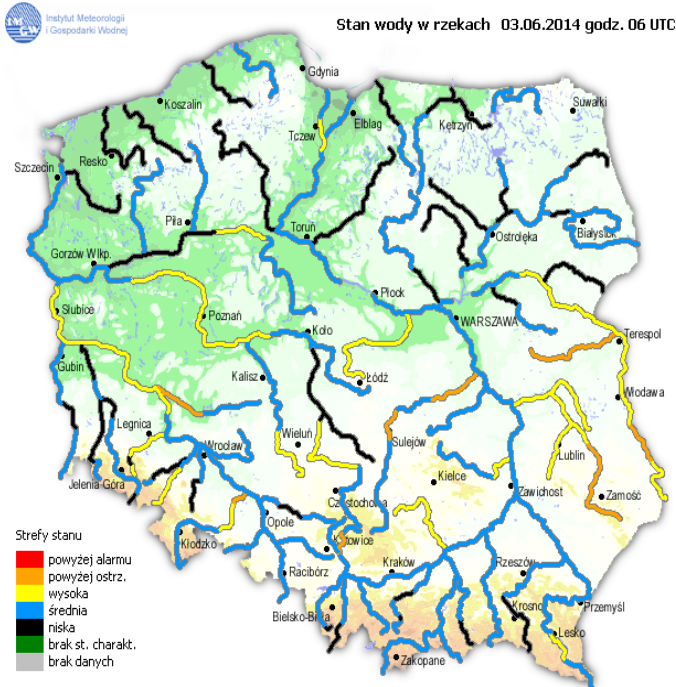 Instytut Meteorologii
i Gospodarki Wodnej
IM
GW
Stan wody w rzekach 03.06.2014 godz. 06 UTC
Gdynia
Koszalin
Suwałki
Elbląg
Kętrzyn
Tczew
Resko
Szczecin
Piła
Toruń
Ostrołęka
Białystok
Gorzów Wlkp.
Płock
Słubice
Poznań
WARSZAWA
Koło
Terespol
Gubin
Kalisz
Łódź
Włodawa
Legnica
Wrocław
Wieluń
Sulejów
Lublin
Jelenia Góra
Kielce
Częstochowa
Zawichost
Zamość
Opole
Kłodzko
Katowice
Racibórz
Kraków
Rzeszów
Bielsko-Biała
Krosno
Przemyśl
Lesko
Zakopane
Strefy stanu
powyżej alarmu
powyżej ostrz.
wysoka
średnia
niska
brak st. charakt.
brak danych